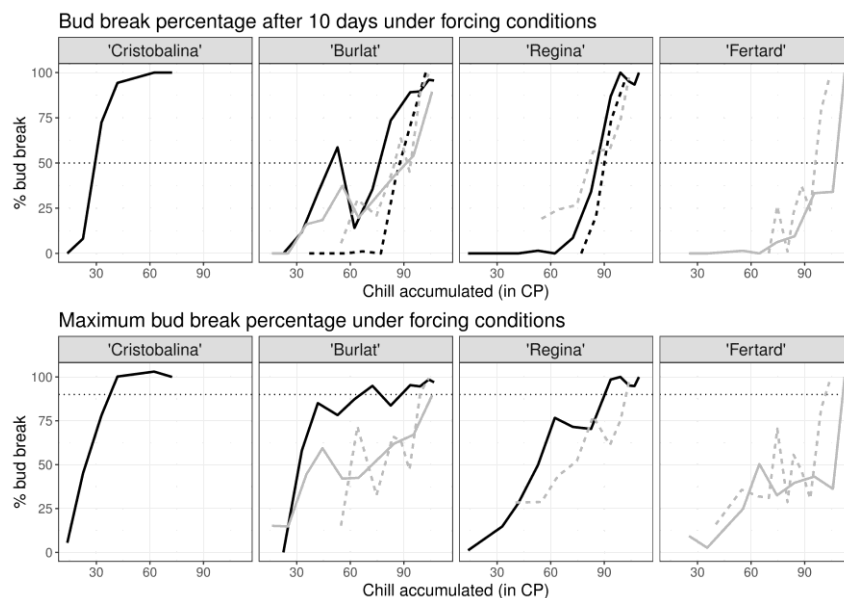 Bud break percentage after 10 days under forcing conditions
'Cristobalina' 'Burlat' 'Regina' 'Fertard'
100
75
50
25
0
% bud break
30 60 90 30 60 90 30 60 90 30 60 90
Chill accumulated (in CP)
Maximum bud break percentage under forcing conditions
'Cristobalina' 'Burlat' 'Regina' 'Fertard'
100
75
50
25
0
% bud break
30 60 90 30 60 90 30 60 90 30 60 90
Chill accumulated (in CP)